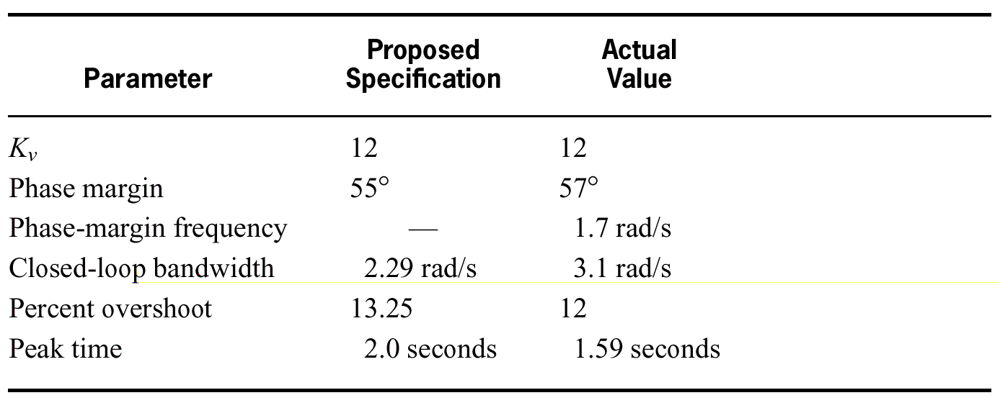 Parameter Proposed Specification Actual Value
K_v 12 12
Phase margin 55° 57°
Phase-margin frequency — 1.7 rad/s
Closed-loop bandwidth 2.29 rad/s 3.1 rad/s
Percent overshoot 13.25 12
Peak time 2.0 seconds 1.59 seconds